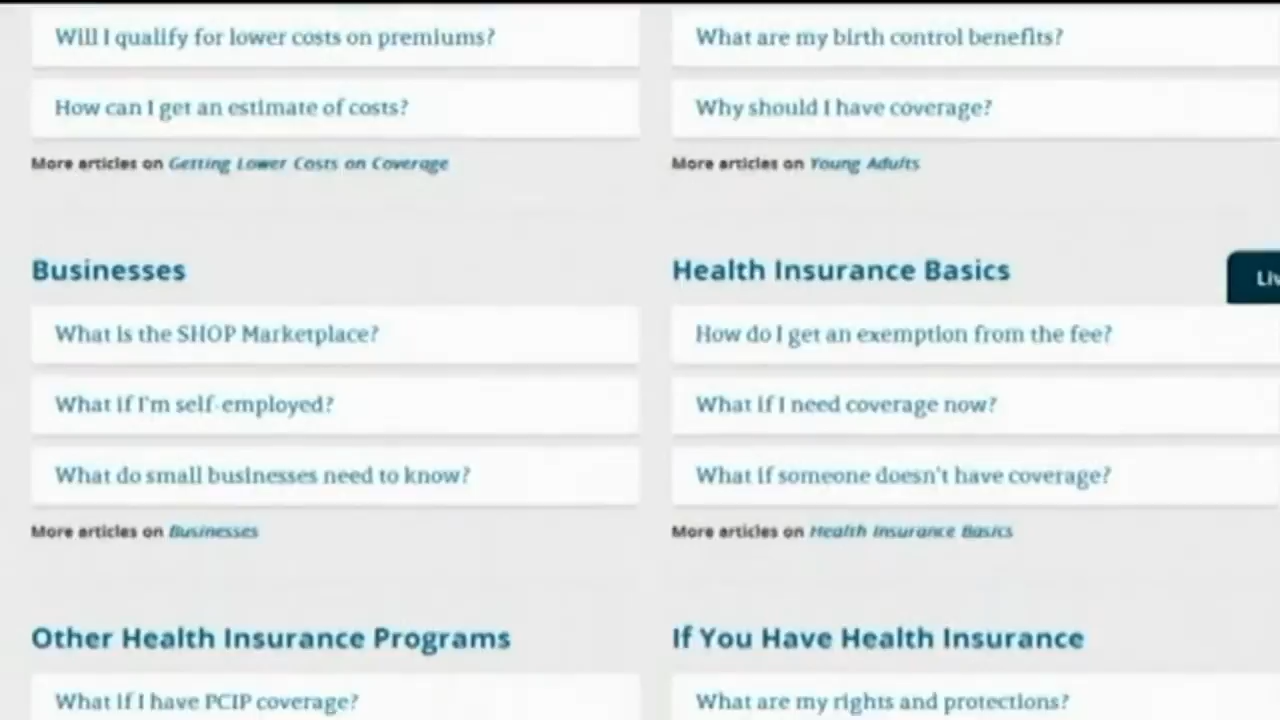 Will I qualify for lower costs on premiums?
How can I get an estimate of costs?
More articles on Getting Lower Costs on Coverage
What are my birth control benefits?
Why should I have coverage?
More articles on Young Adults
Businesses
What is the SHOP Marketplace?
What if I'm self-employed?
What do small businesses need to know?
More articles on Businesses
Health Insurance Basics
How do I get an exemption from the fee?
What if I need coverage now?
What if someone doesn't have coverage?
More articles on Health Insurance Basics
Other Health Insurance Programs
What if I have PCIP coverage?
If You Have Health Insurance
What are my rights and protections?